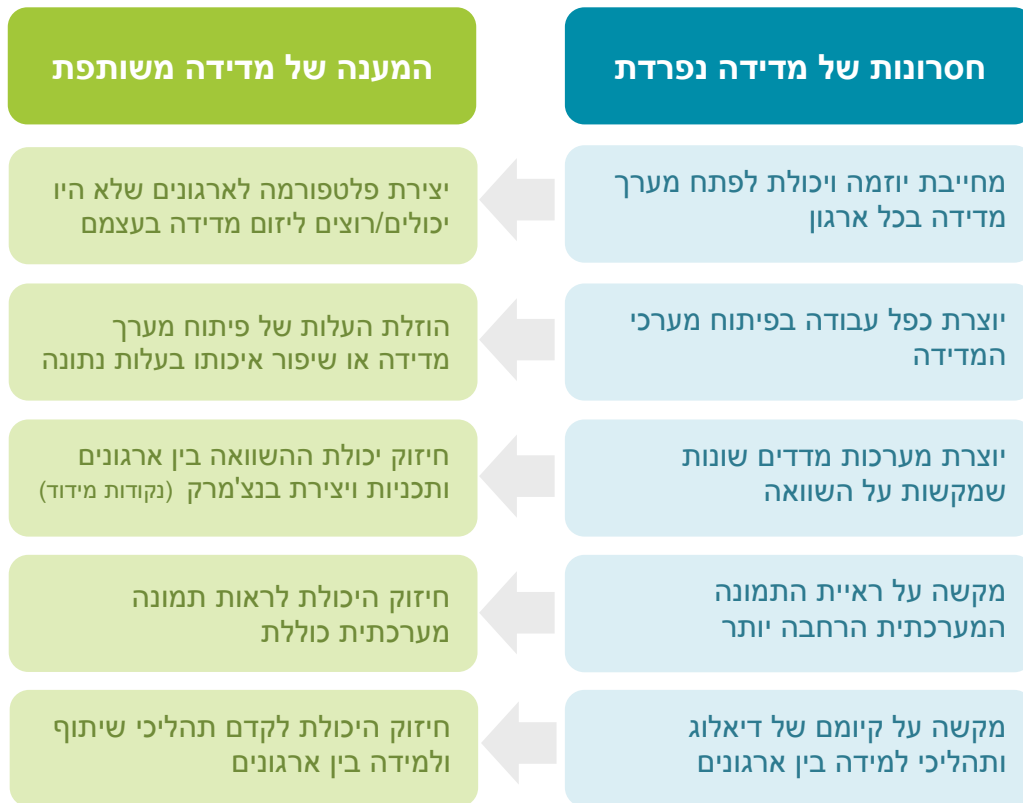 חסרונות של מדידה נפרדת
המענה של מדידה משותפת
מחייבת יוזמה ויכולת לפתח מערך
מדידה בכל ארגון
יצירת פלטפורמה לארגונים שלא היו
יכולים/רוצים ליזום מדידה בעצמם
יוצרת כפל עבודה בפיתוח מערכי
המדידה
הוזלת העלות של פיתוח מערך
מדידה או שיפור איכותו בעלות נתונה
יוצרת מערכות מדדים שונות
שמקשות על השוואה
חיזוק יכולת ההשוואה בין ארגונים
ותכניות ויצירת בנצ'מרק (נקודות מידוד)
מקשה על ראיית התמונה
המערכתית הרחבה יותר
חיזוק היכולת לראות תמונה
מערכתית כוללת
מקשה על קיומם של דיאלוג
ותהליכי למידה בין ארגונים
חיזוק היכולת לקדם תהליכי שיתוף
ולמידה בין ארגונים